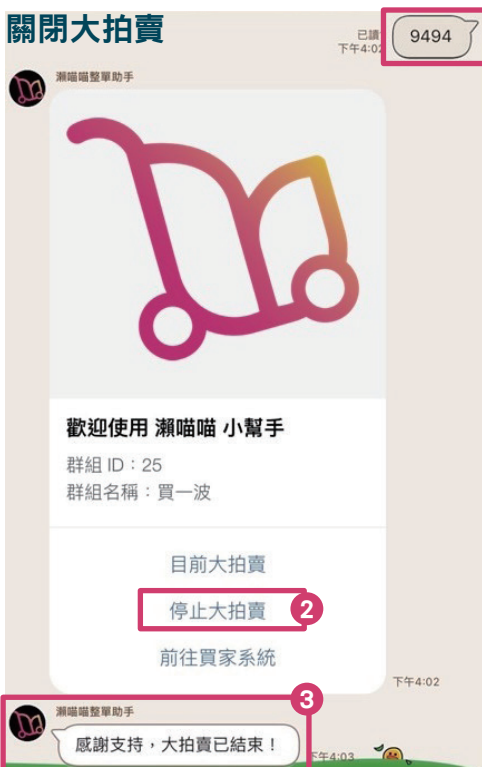 關閉大拍賣
已讀
下午4:02
9494
瀨喵喵整單助手
歡迎使用 瀨喵喵 小幫手
群組 ID：25
群組名稱：買一波
目前大拍賣
停止大拍賣
2
前往買家系統
下午4:02
3
瀨喵喵整單助手
感謝支持，大拍賣已結束！
下午4:03